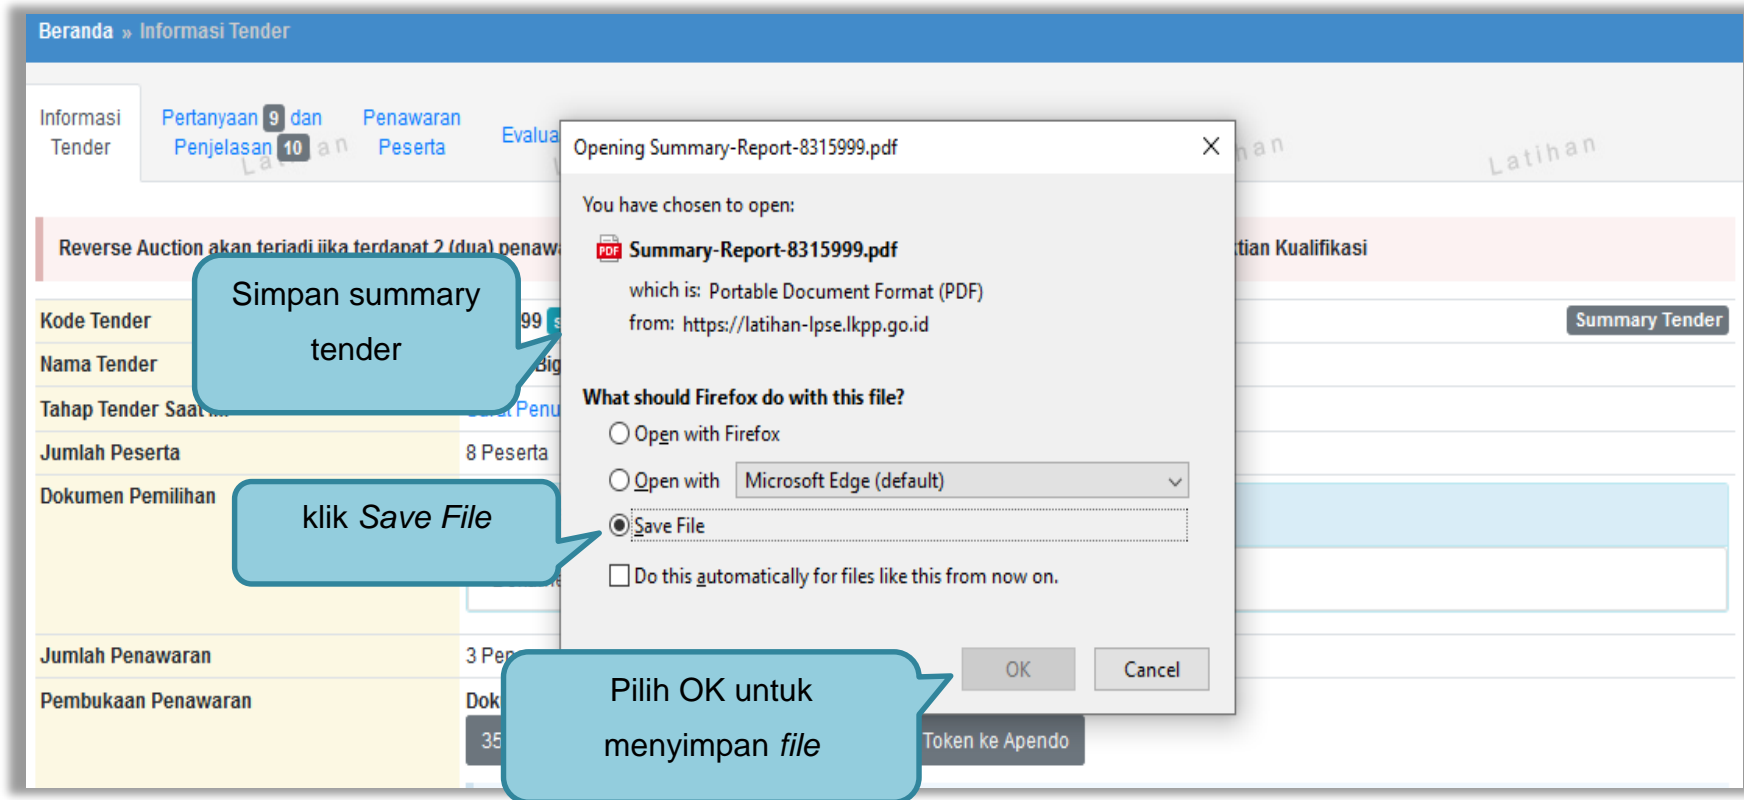 Beranda » Informasi Tender
Informasi Tender
Pertanyaan 9 dan Penjelasan 10
Penawaran Peserta
Latihan
Latihan
Opening Summary-Report-8315999.pdf
You have chosen to open:
PDF Summary-Report-8315999.pdf
which is: Portable Document Format (PDF)
from: https://latihan-lpse.lkpp.go.id
What should Firefox do with this file?
Open with Firefox
Open with Microsoft Edge (default)
Save File
Do this automatically for files like this from now on.
OK Cancel
Reverse Auction akan terjadi jika terdapat 2 (dua)
Kualifikasi
Simpan summary
tender
klik Save File
Pilih OK untuk
menyimpan file
Kode Tender
99
Summary Tender
Nama Tender
Tahap Tender
Jumlah Peserta
8 Peserta
Dokumen Pemilihan
Jumlah Penawaran
3
Pembukaan Penawaran
35
Token ke Apendo